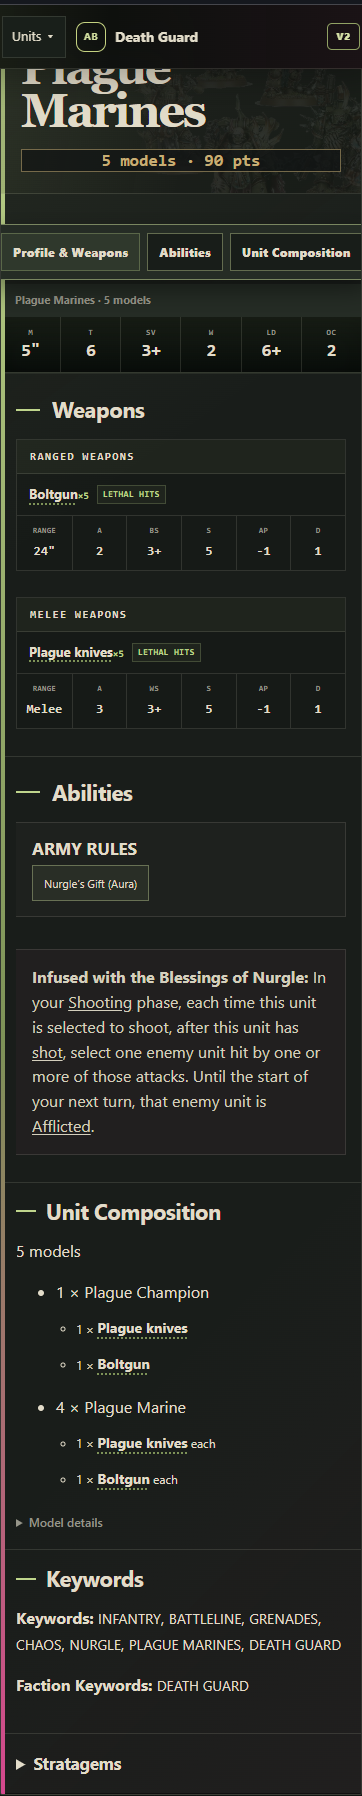 Units ▾
AB
Death Guard
V2
Plague
Marines
5 models · 90 pts
Profile & Weapons
Abilities
Unit Composition
Plague Marines · 5 models
M T SV W LD OC
5" 6 3+ 2 6+ 2
Weapons
RANGED WEAPONS
Boltgun×5 LETHAL HITS
RANGE A BS S AP D
24" 2 3+ 5 -1 1
MELEE WEAPONS
Plague knives×5 LETHAL HITS
RANGE A WS S AP D
Melee 3 3+ 5 -1 1
Abilities
ARMY RULES
Nurgle's Gift (Aura)
Infused with the Blessings of Nurgle: In
your Shooting phase, each time this unit
is selected to shoot, after this unit has
shot, select one enemy unit hit by one or
more of those attacks. Until the start of
your next turn, that enemy unit is
Afflicted.
Unit Composition
5 models
• 1 × Plague Champion
◦ 1 × Plague knives
◦ 1 × Boltgun
• 4 × Plague Marine
◦ 1 × Plague knives each
◦ 1 × Boltgun each
▶ Model details
Keywords
Keywords: INFANTRY, BATTLELINE, GRENADES,
CHAOS, NURGLE, PLAGUE MARINES, DEATH GUARD
Faction Keywords: DEATH GUARD
▶ Stratagems